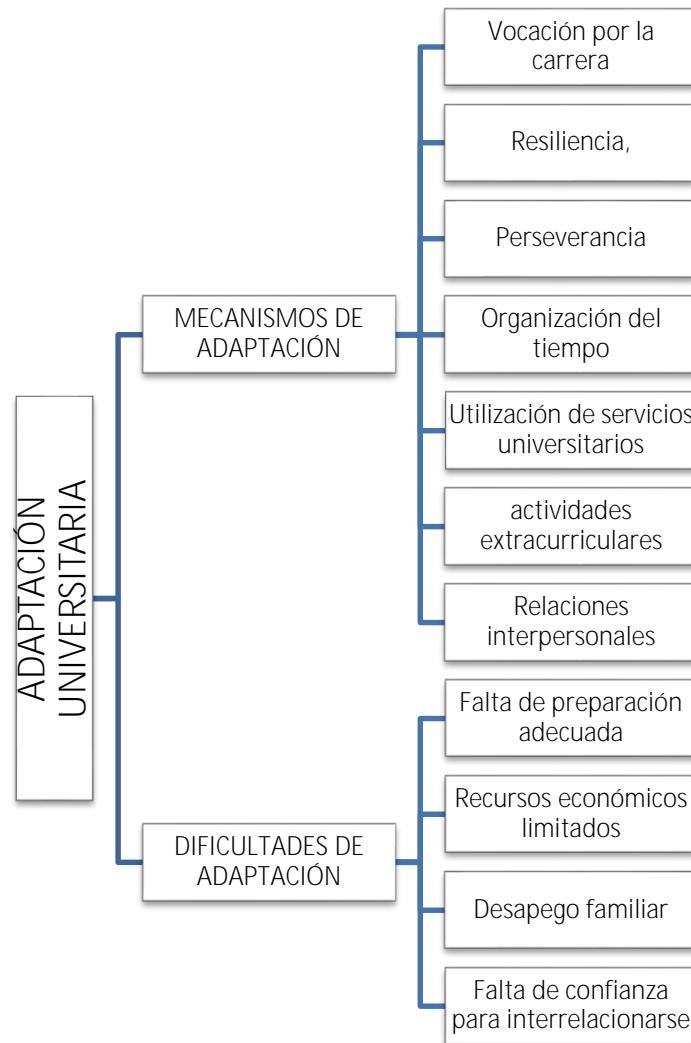 ADAPTACIÓN
UNIVERSITARIA
MECANISMOS DE
ADAPTACIÓN
Vocación por la
carrera
Resiliencia,
Perseverancia
Organización del
tiempo
Utilización de servicios
universitarios
actividades
extracurriculares
Relaciones
interpersonales
DIFICULTADES DE
ADAPTACIÓN
Falta de preparación
adecuada
Recursos económicos
limitados
Desapego familiar
Falta de confianza
para interrelacionarse